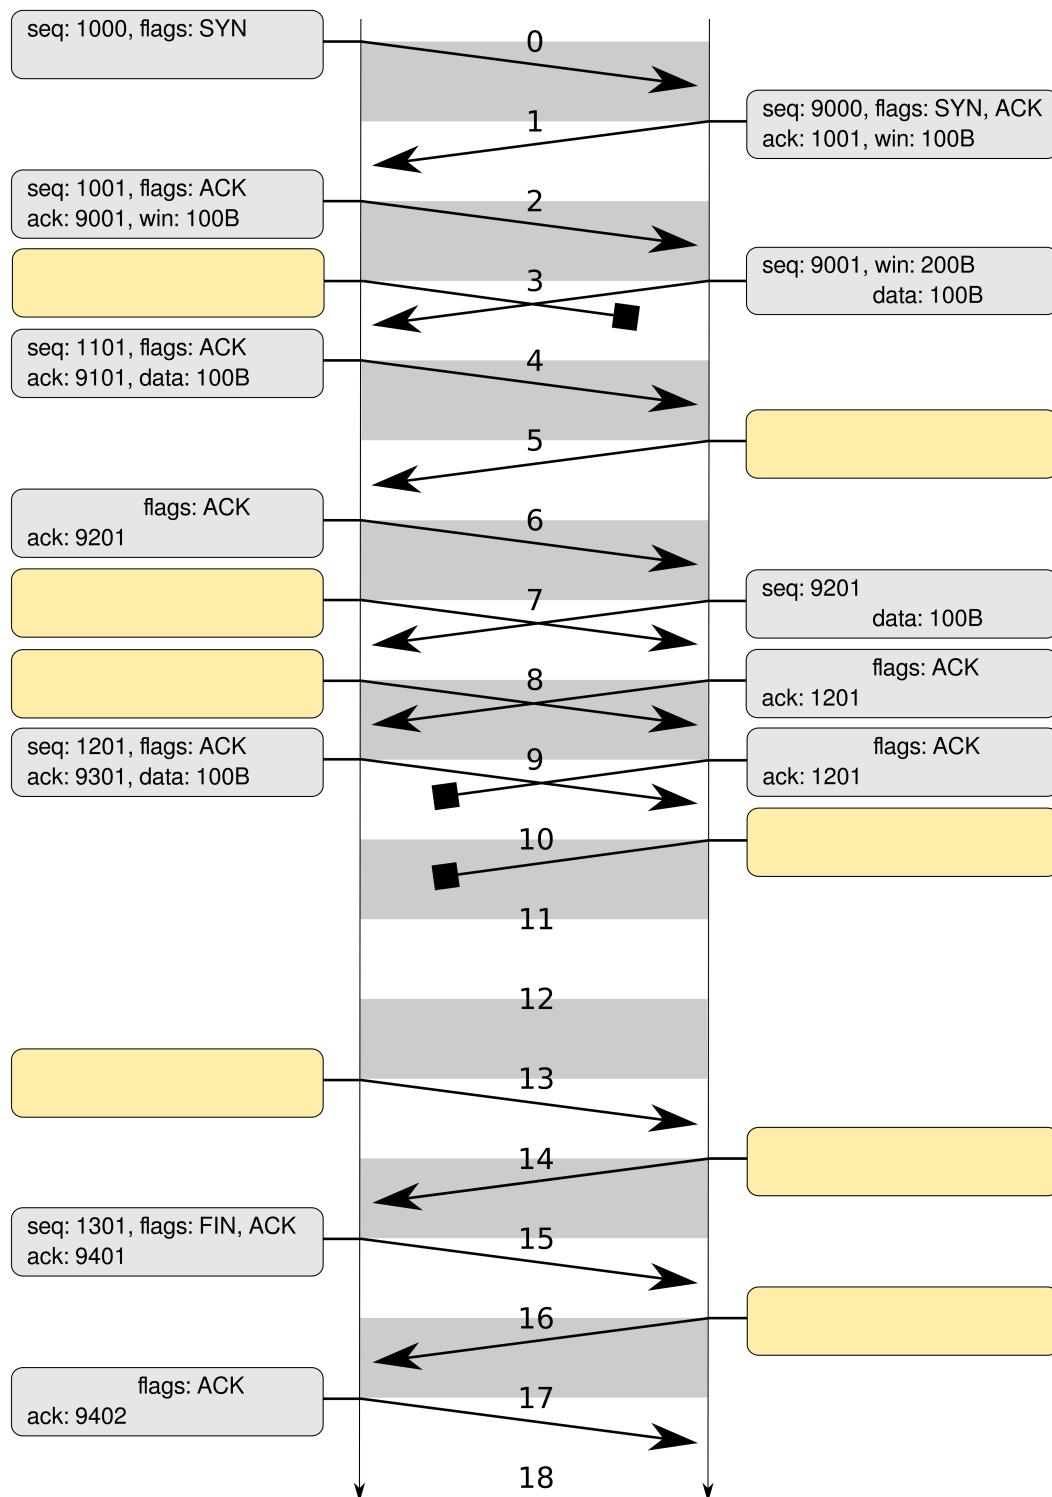 seq: 1000, flags: SYN
0
1
seq: 9000, flags: SYN, ACK
ack: 1001, win: 100B
seq: 1001, flags: ACK
ack: 9001, win: 100B
2
3
seq: 9001, win: 200B
data: 100B
seq: 1101, flags: ACK
ack: 9101, data: 100B
4
5
flags: ACK
ack: 9201
6
7
seq: 9201
data: 100B
8
flags: ACK
ack: 1201
seq: 1201, flags: ACK
ack: 9301, data: 100B
9
flags: ACK
ack: 1201
10
11
12
13
14
seq: 1301, flags: FIN, ACK
ack: 9401
15
16
flags: ACK
ack: 9402
17
18